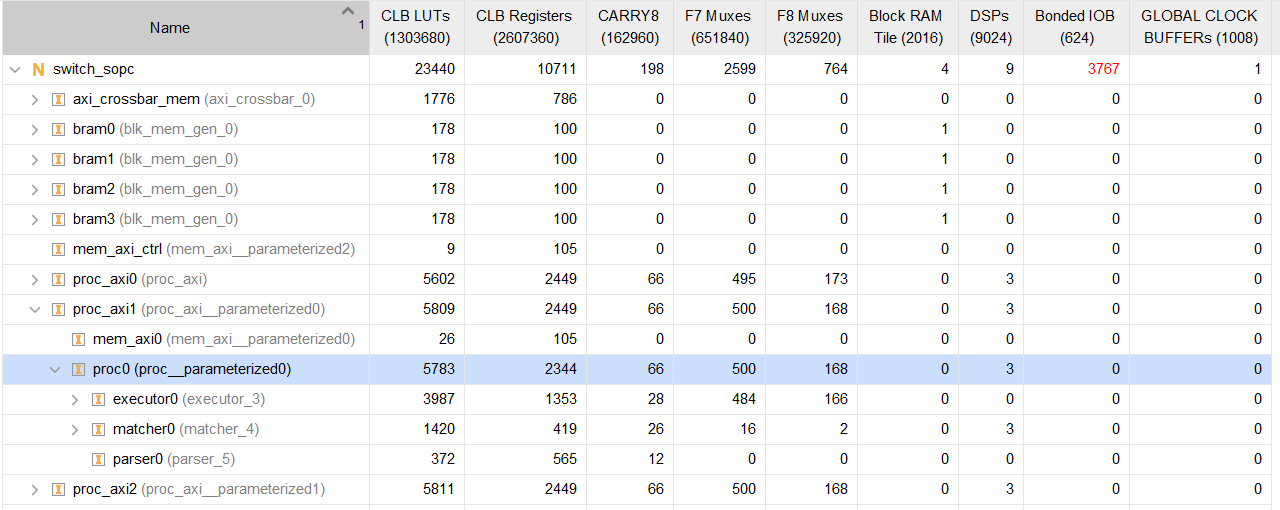 Name 1 CLB LUTs (1303680) CLB Registers (2607360) CARRY8 (162960) F7 Muxes (651840) F8 Muxes (325920) Block RAM Tile (2016) DSPs (9024) Bonded IOB (624) GLOBAL CLOCK BUFFERs (1008)
N switch_sopc 23440 10711 198 2599 764 4 9 3767 1
I axi_crossbar_mem (axi_crossbar_0) 1776 786 0 0 0 0 0 0 0
I bram0 (blk_mem_gen_0) 178 100 0 0 0 1 0 0 0
I bram1 (blk_mem_gen_0) 178 100 0 0 0 1 0 0 0
I bram2 (blk_mem_gen_0) 178 100 0 0 0 1 0 0 0
I bram3 (blk_mem_gen_0) 178 100 0 0 0 1 0 0 0
I mem_axi_ctrl (mem_axi__parameterized2) 9 105 0 0 0 0 0 0 0
I proc_axi0 (proc_axi) 5602 2449 66 495 173 0 3 0 0
I proc_axi1 (proc_axi__parameterized0) 5809 2449 66 500 168 0 3 0 0
I mem_axi0 (mem_axi__parameterized0) 26 105 0 0 0 0 0 0 0
I proc0 (proc__parameterized0) 5783 2344 66 500 168 0 3 0 0
I executor0 (executor_3) 3987 1353 28 484 166 0 0 0 0
I matcher0 (matcher_4) 1420 419 26 16 2 0 3 0 0
I parser0 (parser_5) 372 565 12 0 0 0 0 0 0
I proc_axi2 (proc_axi__parameterized1) 5811 2449 66 500 168 0 3 0 0